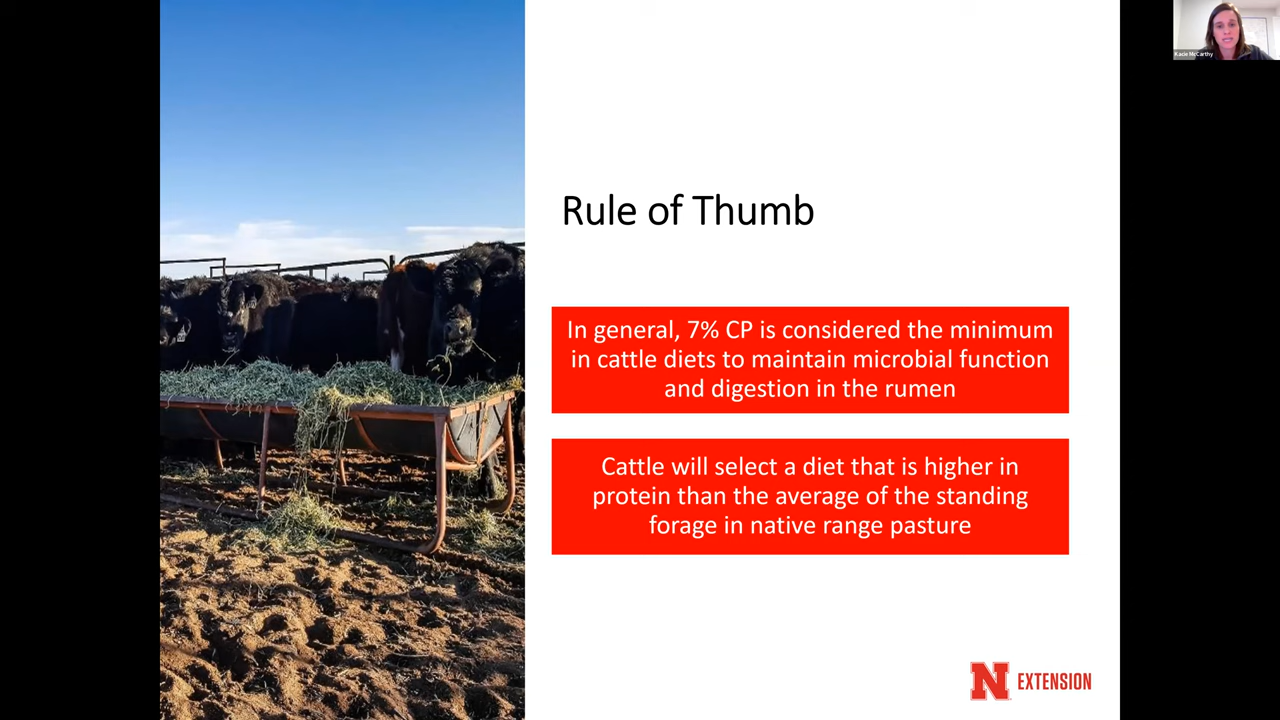 Kacie McCarthy
Rule of Thumb
In general, 7% CP is considered the minimum
in cattle diets to maintain microbial function
and digestion in the rumen
Cattle will select a diet that is higher in
protein than the average of the standing
forage in native range pasture
N EXTENSION